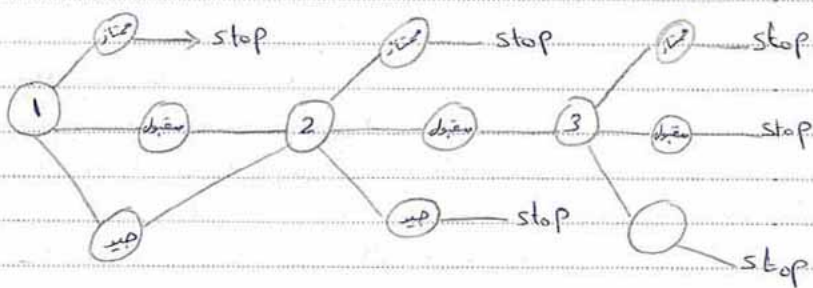 ممتاز → stop ممتاز stop ممتاز stop
1 مقبول 2 مقبول 3 مقبول stop
جيد جيد stop
stop